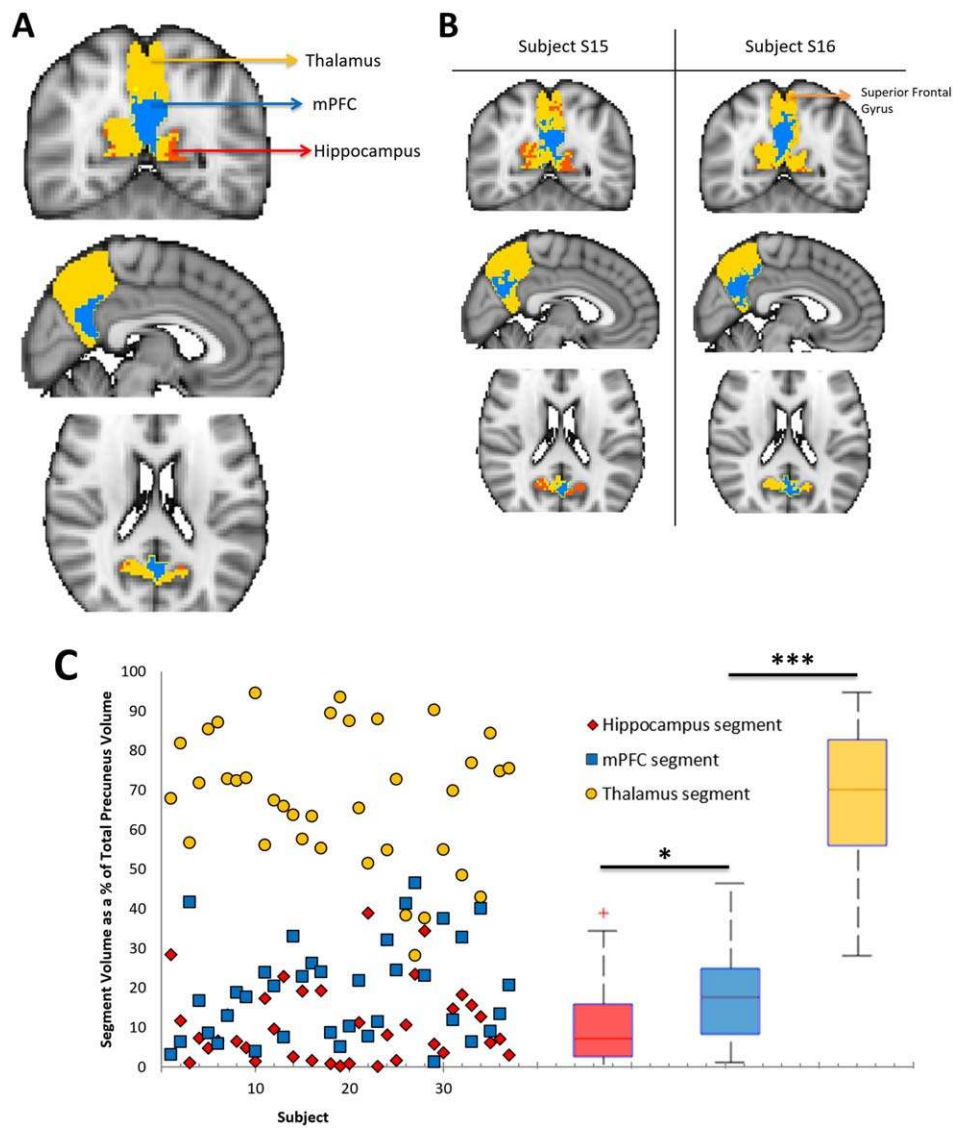 A
Thalamus
mPFC
Hippocampus
B
Subject S15
Subject S16
Superior Frontal
Gyrus
C
Segment Volume as a % of Total Precuneus Volume
100
90
80
70
60
50
40
30
20
10
0
10
20
30
Subject
Hippocampus segment
mPFC segment
Thalamus segment
*
***